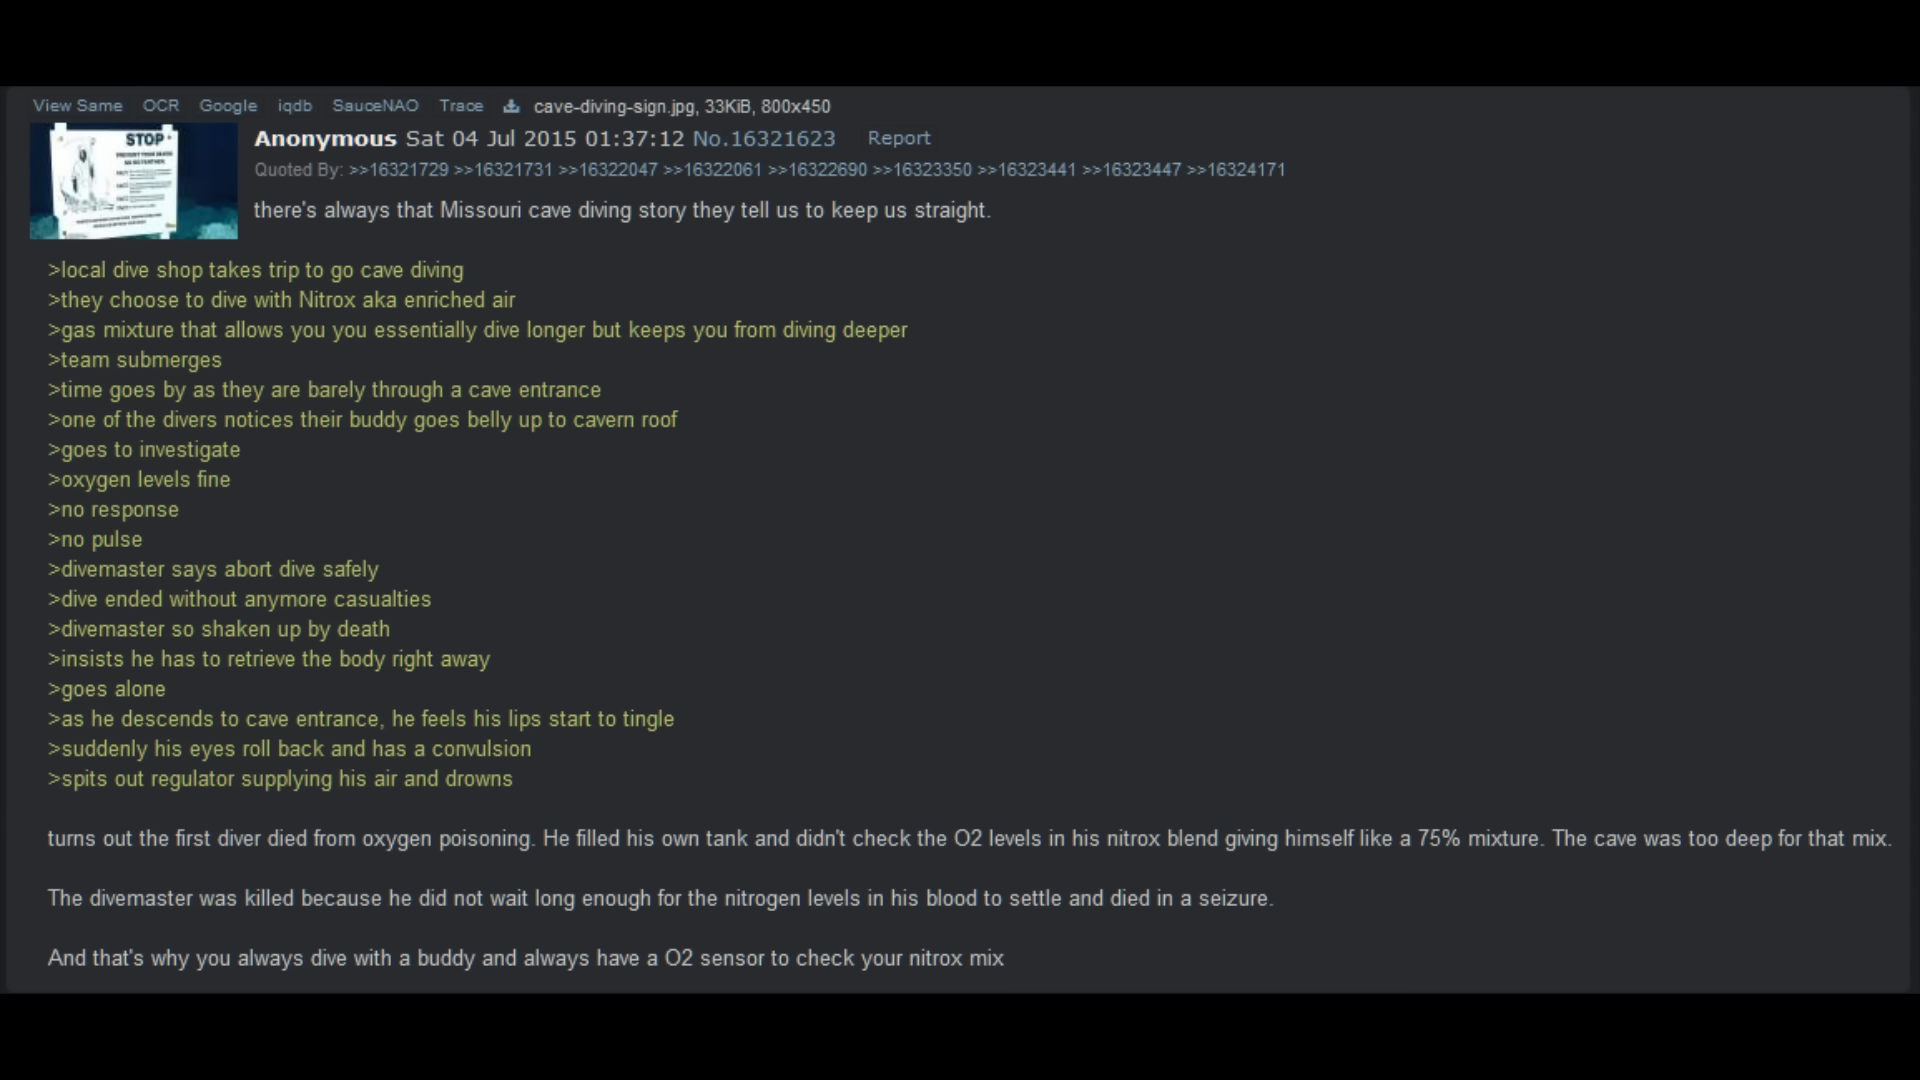 View Same OCR Google iqdb SauceNAO Trace cave-diving-sign.jpg, 33KiB, 800x450
STOP
Anonymous Sat 04 Jul 2015 01:37:12 No.16321623 Report
Quoted By: >>16321729 >>16321731 >>16322047 >>16322061 >>16322690 >>16323350 >>16323441 >>16323447 >>16324171
there's always that Missouri cave diving story they tell us to keep us straight.
>local dive shop takes trip to go cave diving
>they choose to dive with Nitrox aka enriched air
>gas mixture that allows you you essentially dive longer but keeps you from diving deeper
>team submerges
>time goes by as they are barely through a cave entrance
>one of the divers notices their buddy goes belly up to cavern roof
>goes to investigate
>oxygen levels fine
>no response
>no pulse
>divemaster says abort dive safely
>dive ended without anymore casualties
>divemaster so shaken up by death
>insists he has to retrieve the body right away
>goes alone
>as he descends to cave entrance, he feels his lips start to tingle
>suddenly his eyes roll back and has a convulsion
>spits out regulator supplying his air and drowns
turns out the first diver died from oxygen poisoning. He filled his own tank and didn't check the O2 levels in his nitrox blend giving himself like a 75% mixture. The cave was too deep for that mix.
The divemaster was killed because he did not wait long enough for the nitrogen levels in his blood to settle and died in a seizure.
And that's why you always dive with a buddy and always have a O2 sensor to check your nitrox mix